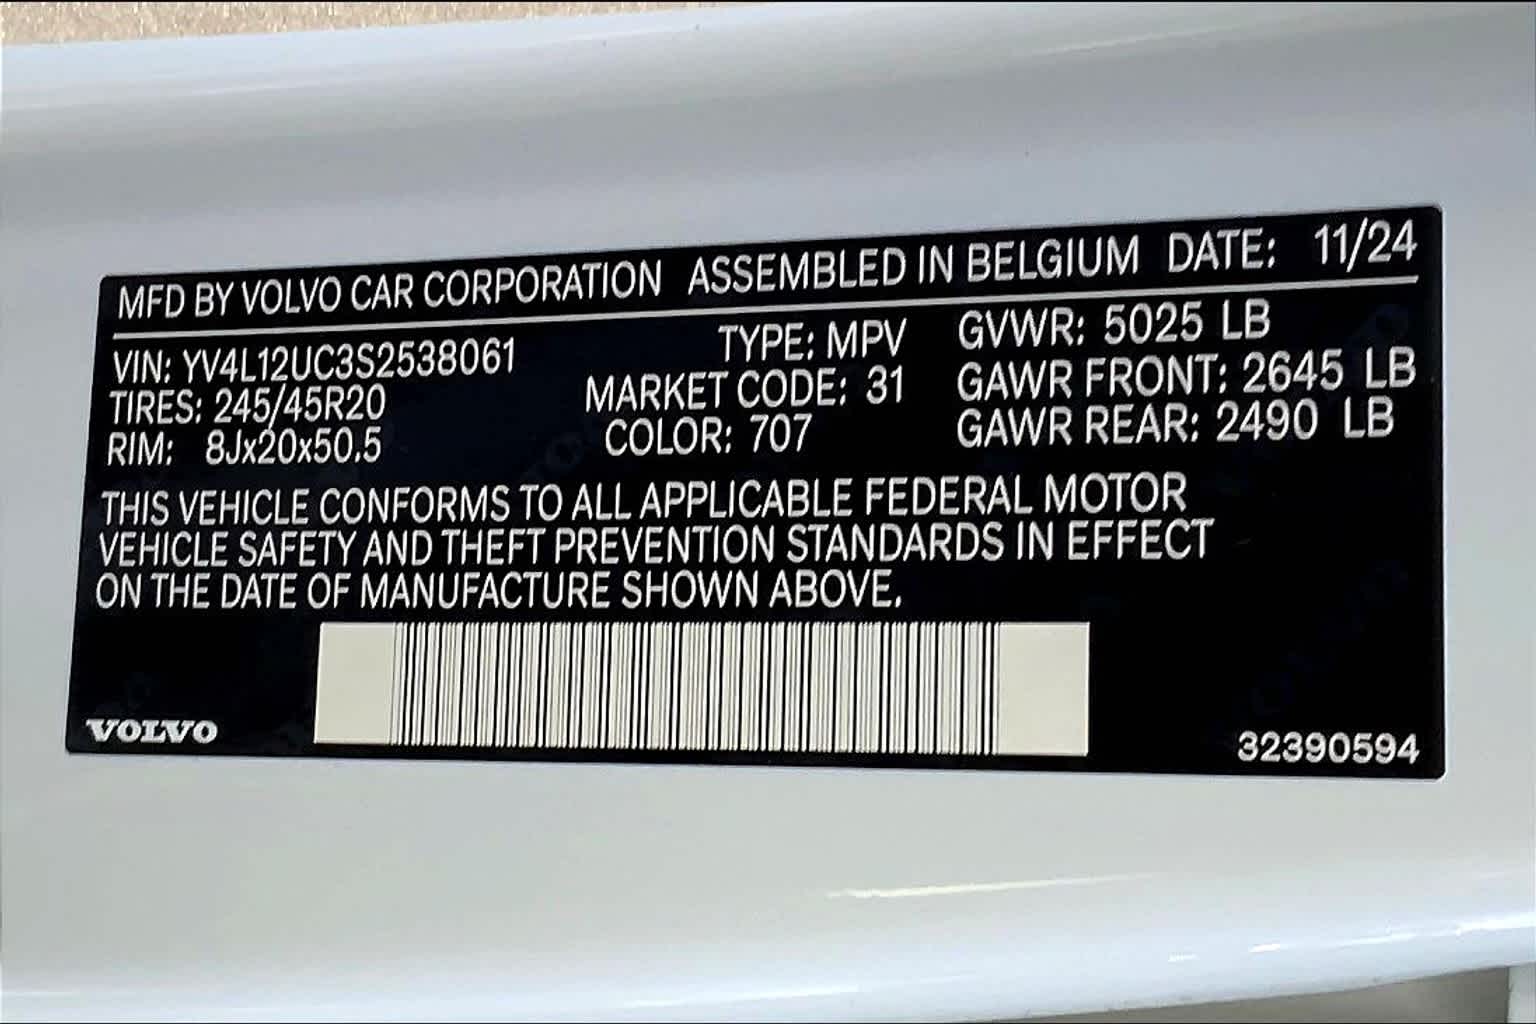 MFD BY VOLVO CAR CORPORATION ASSEMBLED IN BELGIUM DATE: 11/24
VIN: YV4L12UC3S2538061 TYPE: MPV GVWR: 5025 LB
TIRES: 245/45R20 MARKET CODE: 31 GAWR FRONT: 2645 LB
RIM: 8Jx20x50.5 COLOR: 707 GAWR REAR: 2490 LB
THIS VEHICLE CONFORMS TO ALL APPLICABLE FEDERAL MOTOR
VEHICLE SAFETY AND THEFT PREVENTION STANDARDS IN EFFECT
ON THE DATE OF MANUFACTURE SHOWN ABOVE.
VOLVO 32390594